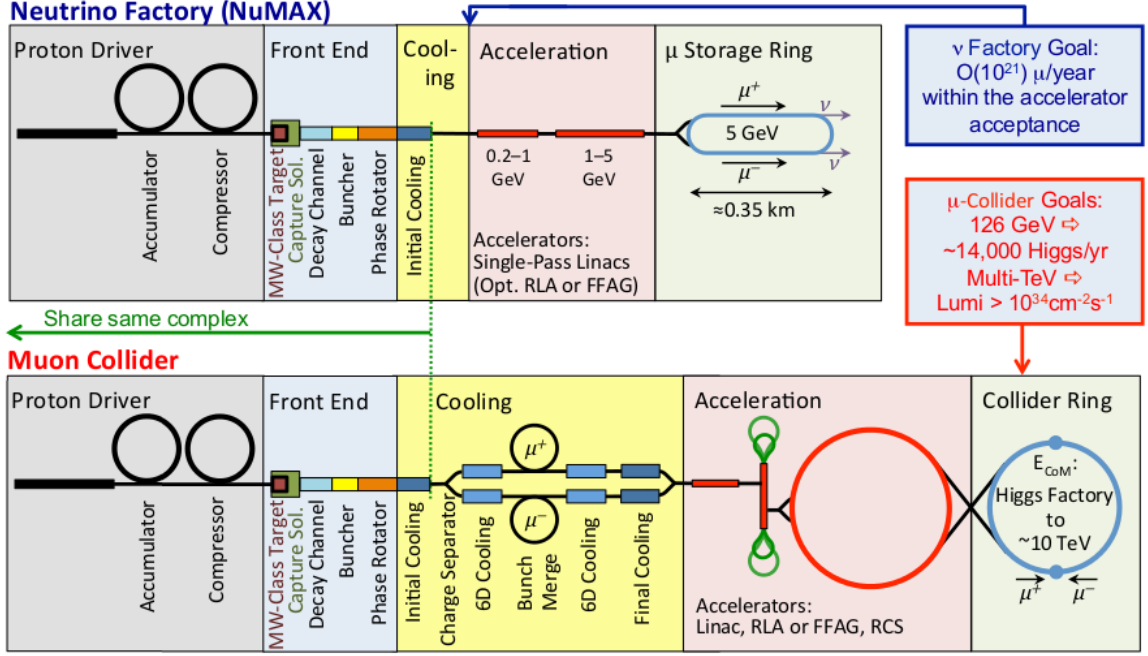 Neutrino Factory (NuMAX)
Proton Driver
Accumulator
Compressor
Front End
MW-Class Target
Capture Sol.
Decay Channel
Buncher
Phase Rotator
Cool-
ing
Initial Cooling
Acceleration
0.2–1
GeV
1–5
GeV
Accelerators:
Single-Pass Linacs
(Opt. RLA or FFAG)
μ Storage Ring
μ+
ν
5 GeV
ν
μ−
≈0.35 km
ν Factory Goal:
O(10²¹) μ/year
within the accelerator
acceptance
μ-Collider Goals:
126 GeV ⇨
~14,000 Higgs/yr
Multi-TeV ⇨
Lumi > 10³⁴cm⁻²s⁻¹
Share same complex
Muon Collider
Proton Driver
Accumulator
Compressor
Front End
MW-Class Target
Capture Sol.
Decay Channel
Buncher
Phase Rotator
Cooling
Initial Cooling
Charge Separator
6D Cooling
μ+
μ−
Bunch
Merge
6D Cooling
Final Cooling
Acceleration
Accelerators:
Linac, RLA or FFAG, RCS
Collider Ring
ECoM:
Higgs Factory
to
~10 TeV
μ+
μ−